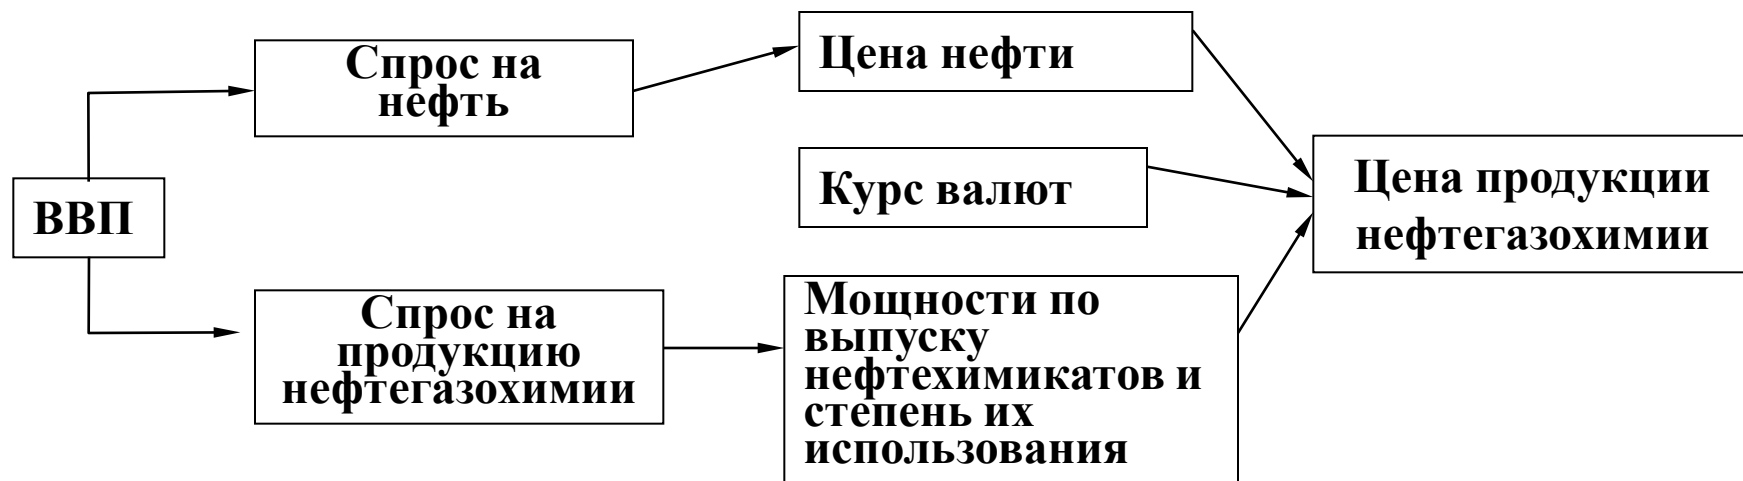 ВВП
Спрос на
нефть
Спрос на
продукцию
нефтегазохимии
Цена нефти
Курс валют
Мощности по
выпуску
нефтехимикатов и
степень их
использования
Цена продукции
нефтегазохимии